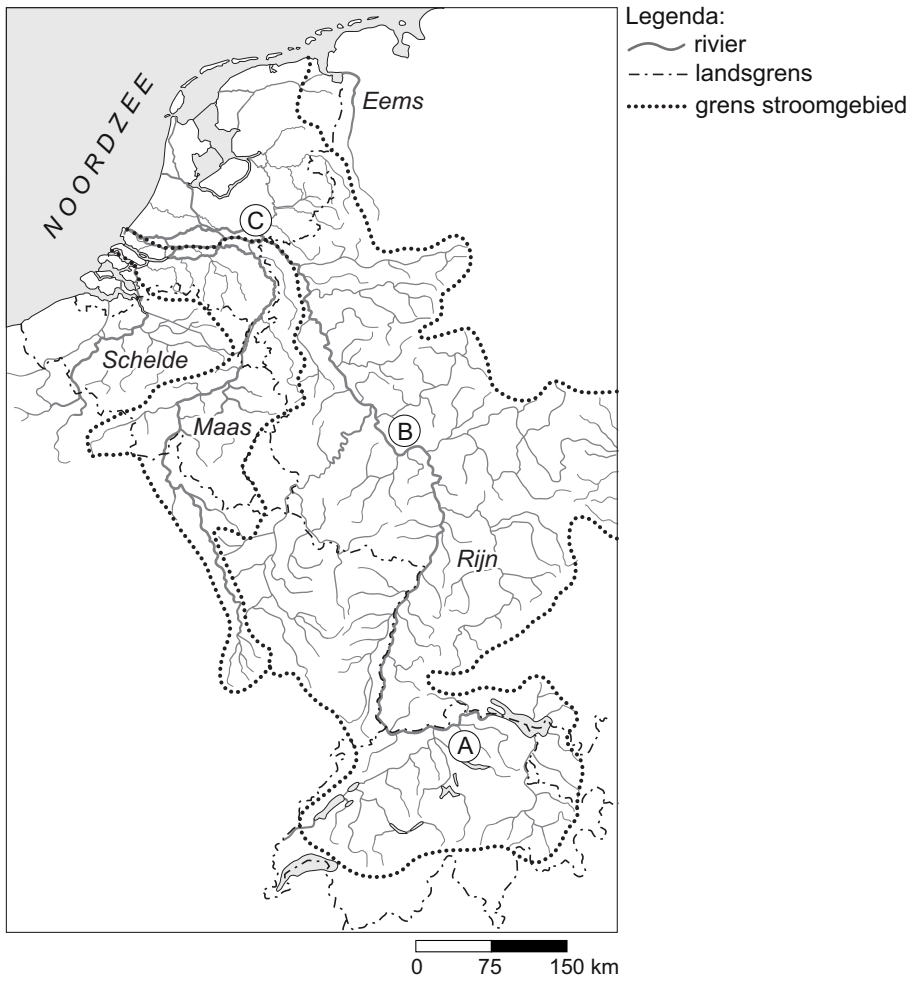 Legenda:
rivier
landsgrens
grens stroomgebied
NOORDZEE
Eems
C
Schelde
Maas
B
Rijn
A
0 75 150 km